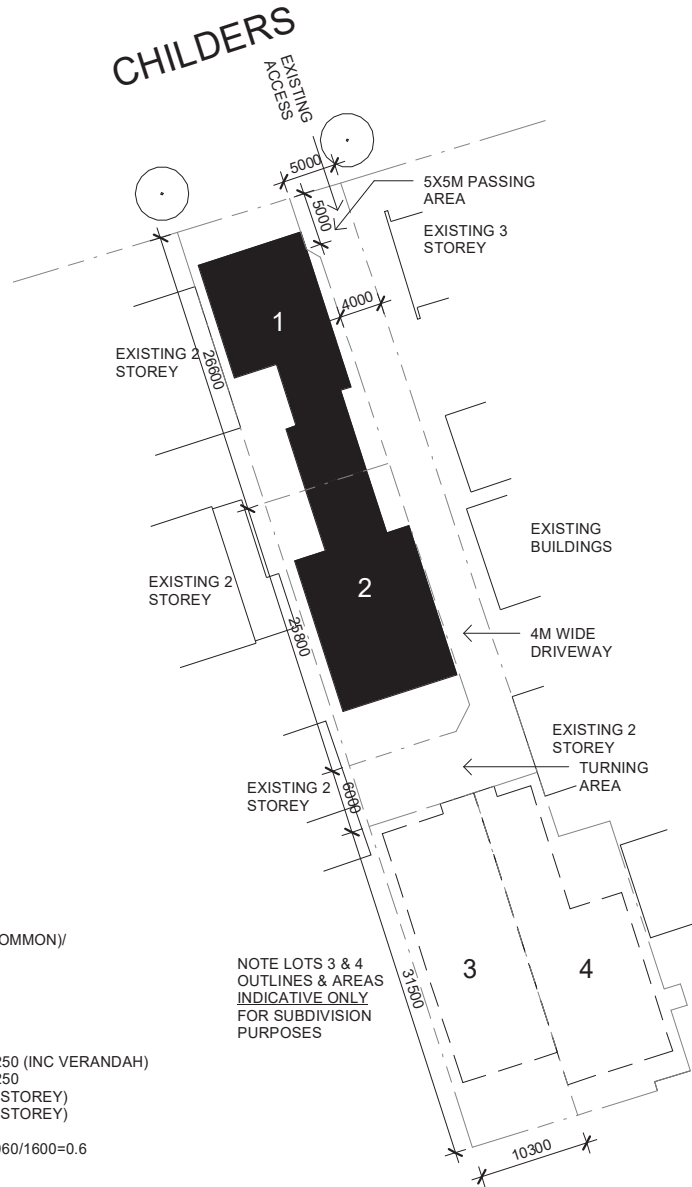 CHILDERS
EXISTING
ACCESS
5000
5000
5X5M PASSING
AREA
EXISTING 3
STOREY
4000
1
EXISTING 2
STOREY
26600
EXISTING
BUILDINGS
2
EXISTING 2
STOREY
25800
4M WIDE
DRIVEWAY
EXISTING 2
STOREY
TURNING
AREA
EXISTING 2
STOREY
6000
OMMON)/
NOTE LOTS 3 & 4
OUTLINES & AREAS
INDICATIVE ONLY
FOR SUBDIVISION
PURPOSES
3
4
31500
250 (INC VERANDAH)
250
STOREY)
STOREY)
960/1600=0.6
10300